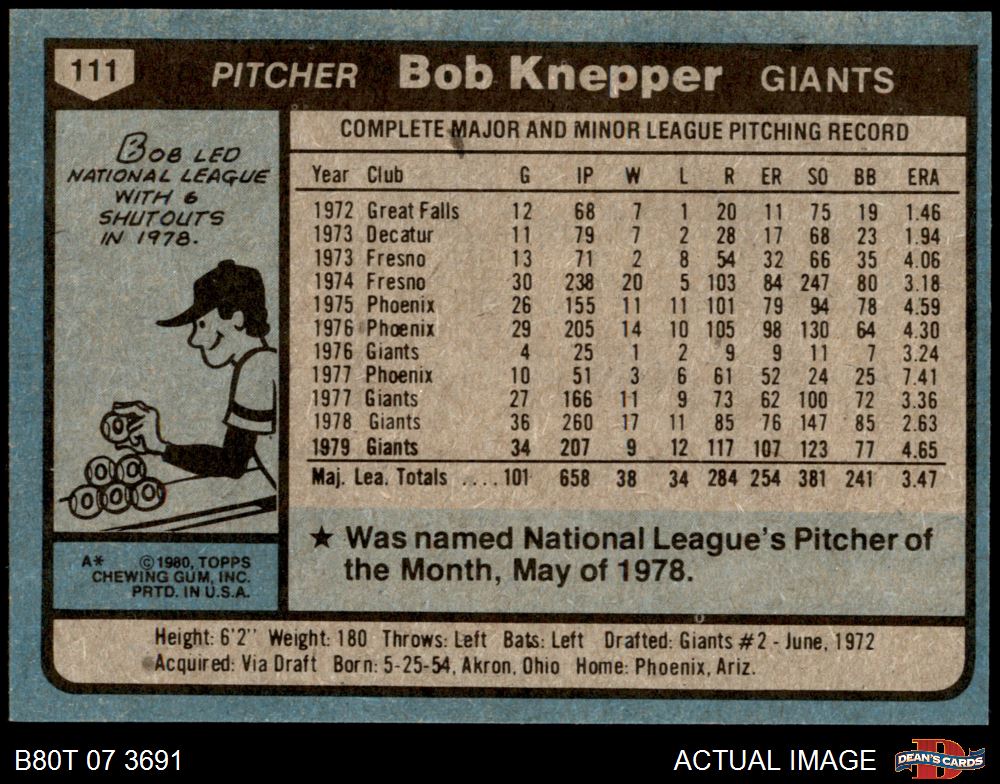 111 PITCHER Bob Knepper GIANTS
BOB LED
NATIONAL LEAGUE
WITH 6
SHUTOUTS
IN 1978.
A* ©1980, TOPPS
CHEWING GUM, INC.
PRTD. IN U.S.A.
COMPLETE MAJOR AND MINOR LEAGUE PITCHING RECORD
Year Club G IP W L R ER SO BB ERA
1972 Great Falls 12 68 7 1 20 11 75 19 1.46
1973 Decatur 11 79 7 2 28 17 68 23 1.94
1973 Fresno 13 71 2 8 54 32 66 35 4.06
1974 Fresno 30 238 20 5 103 84 247 80 3.18
1975 Phoenix 26 155 11 11 101 79 94 78 4.59
1976 Phoenix 29 205 14 10 105 98 130 64 4.30
1976 Giants 4 25 1 2 9 9 11 7 3.24
1977 Phoenix 10 51 3 6 61 52 24 25 7.41
1977 Giants 27 166 11 9 73 62 100 72 3.36
1978 Giants 36 260 17 11 85 76 147 85 2.63
1979 Giants 34 207 9 12 117 107 123 77 4.65
Maj. Lea. Totals ....101 658 38 34 284 254 381 241 3.47
★ Was named National League's Pitcher of
the Month, May of 1978.
Height: 6'2" Weight: 180 Throws: Left Bats: Left Drafted: Giants #2 - June, 1972
Acquired: Via Draft Born: 5-25-54, Akron, Ohio Home: Phoenix, Ariz.
B80T 07 3691 ACTUAL IMAGE D DEAN'S CARDS